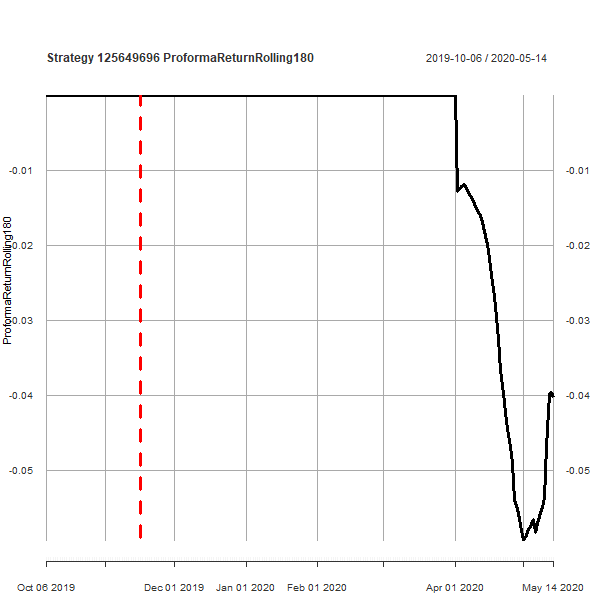 Strategy 125649696 ProformaReturnRolling180
2019-10-06 / 2020-05-14
ProformaReturnRolling180
-0.01
-0.02
-0.03
-0.04
-0.05
-0.01
-0.02
-0.03
-0.04
-0.05
Oct 06 2019
Dec 01 2019
Jan 01 2020
Feb 01 2020
Apr 01 2020
May 14 2020